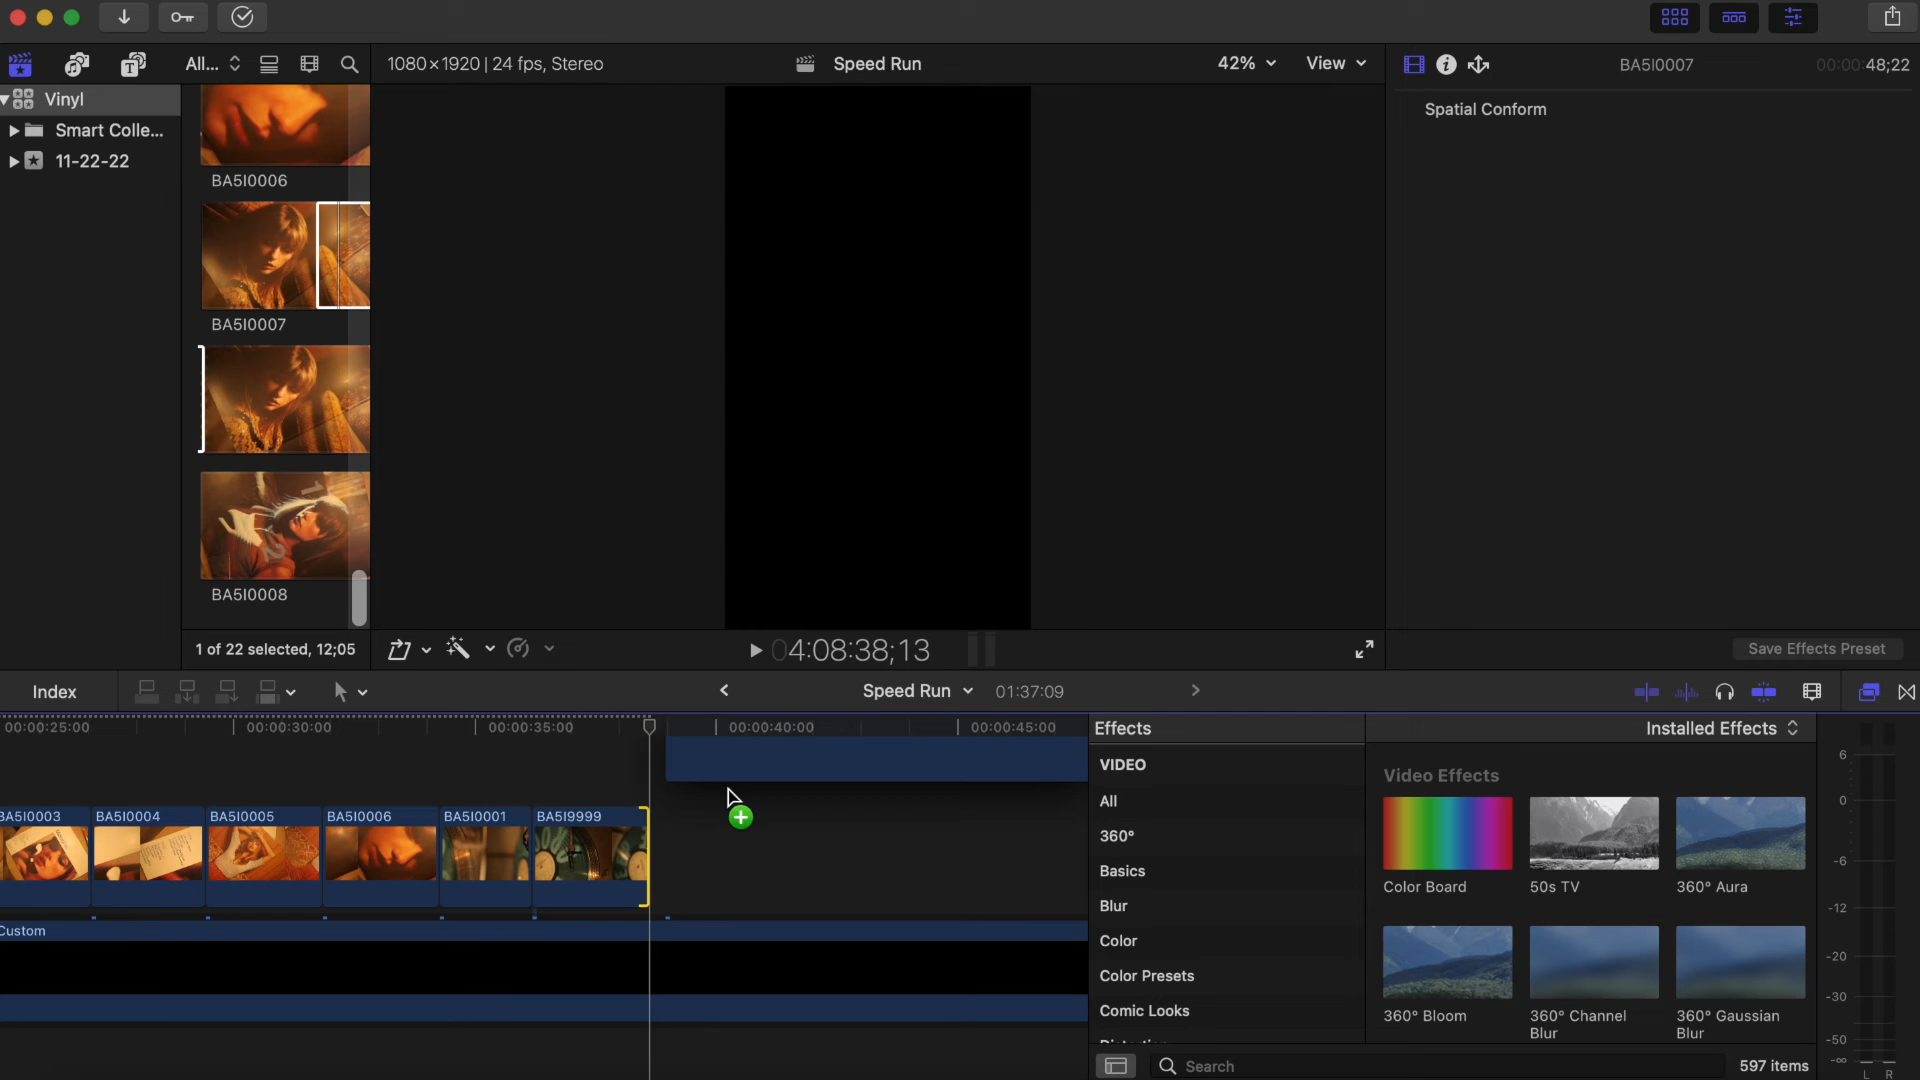 All...
1080×1920 | 24 fps, Stereo
Speed Run
42%
View
BA5I0007
00:00:48;22
Vinyl
Smart Colle...
11-22-22
Spatial Conform
BA5I0006
BA5I0007
BA5I0008
1 of 22 selected, 12;05
04:08:38;13
Save Effects Preset
Index
Speed Run
01:37:09
00:00:25:00
00:00:30:00
00:00:35:00
00:00:40:00
00:00:45:00
Effects
Installed Effects
VIDEO
All
360°
Basics
Blur
Color
Color Presets
Comic Looks
Video Effects
Color Board
50s TV
360° Aura
360° Bloom
360° Channel
Blur
360° Gaussian
Blur
BA5I0003
BA5I0004
BA5I0005
BA5I0006
BA5I0001
BA5I9999
Custom
6
0
-6
-12
-20
-30
-50
-∞
L R
Search
597 items